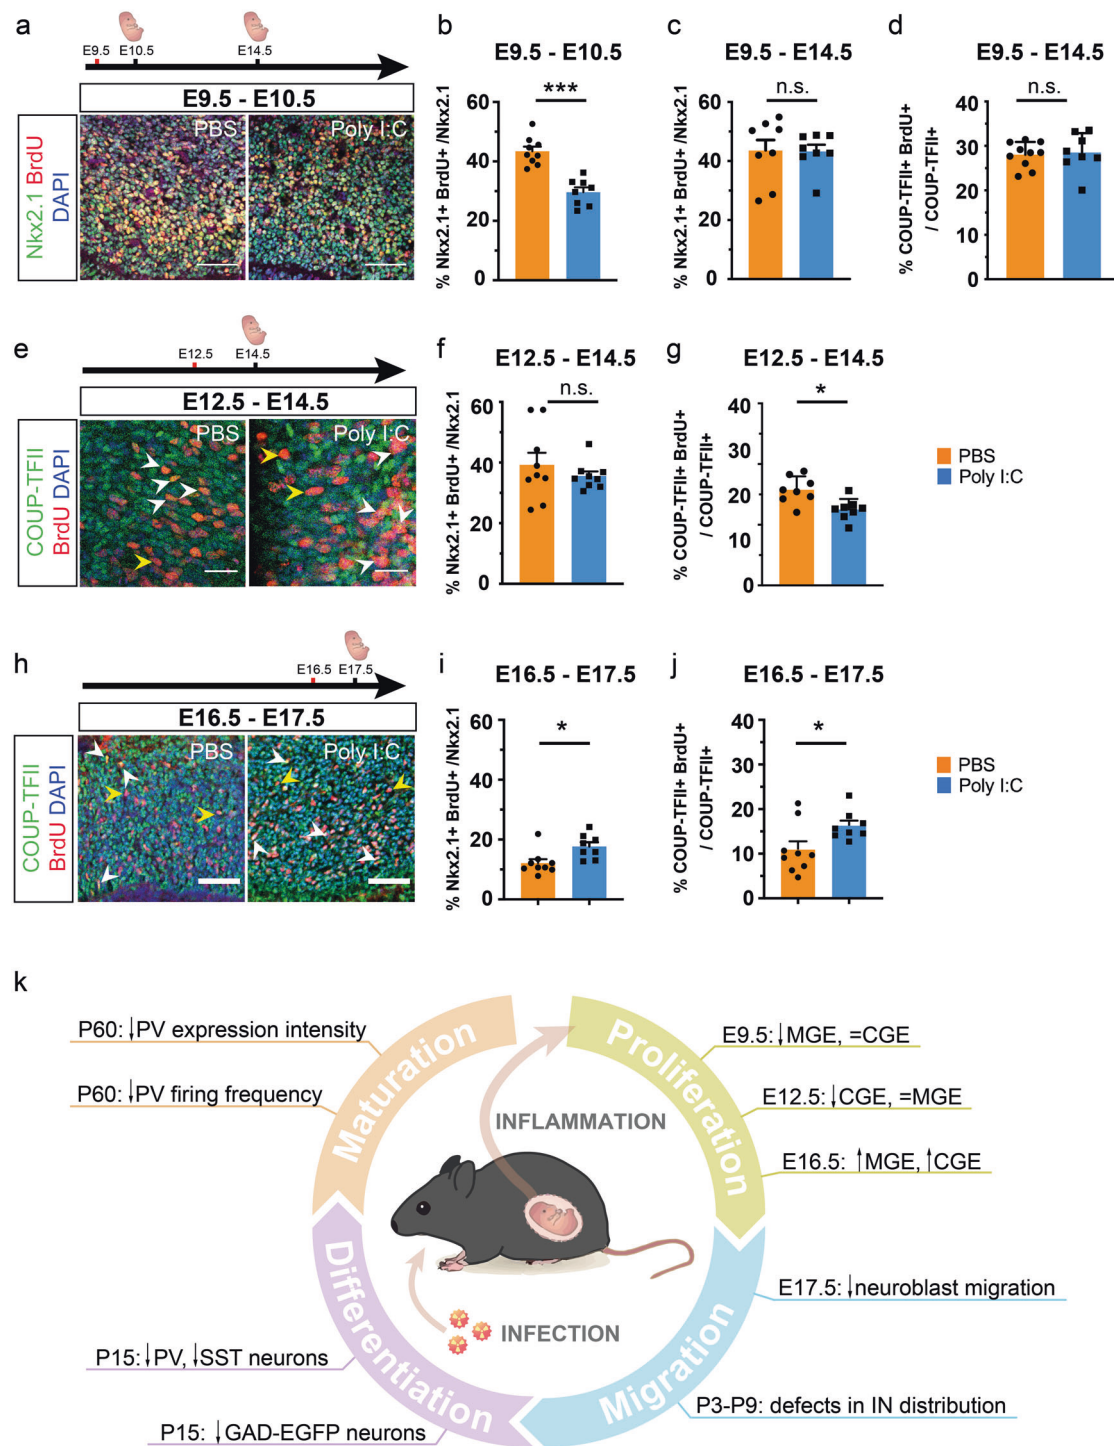 a
E9.5
E10.5
E14.5
E9.5 - E10.5
Nkx2.1 BrdU
DAPI
PBS
Poly I:C
b
E9.5 - E10.5
***
% Nkx2.1+ BrdU+ /Nkx2.1
60
40
20
0
c
E9.5 - E14.5
n.s.
% Nkx2.1+ BrdU+ /Nkx2.1
60
40
20
0
d
E9.5 - E14.5
n.s.
% COUP-TFII+ BrdU+
/ COUP-TFII+
40
30
20
10
0
e
E12.5
E14.5
E12.5 - E14.5
COUP-TFII
BrdU DAPI
PBS
Poly I:C
f
E12.5 - E14.5
n.s.
% Nkx2.1+ BrdU+ /Nkx2.1
60
40
20
0
g
E12.5 - E14.5
*
% COUP-TFII+ BrdU+
/ COUP-TFII+
40
30
20
10
0
PBS
Poly I:C
h
E16.5
E17.5
E16.5 - E17.5
COUP-TFII
BrdU DAPI
PBS
Poly I:C
i
E16.5 - E17.5
*
% Nkx2.1+ BrdU+ /Nkx2.1
60
40
20
0
j
E16.5 - E17.5
*
% COUP-TFII+ BrdU+
/ COUP-TFII+
40
30
20
10
0
PBS
Poly I:C
k
Proliferation
E9.5: ↓MGE, =CGE
E12.5: ↓CGE, =MGE
E16.5: ↑MGE, ↑CGE
Migration
E17.5: ↓neuroblast migration
P3-P9: defects in IN distribution
Differentiation
P15: ↓PV, ↓SST neurons
P15: ↓GAD-EGFP neurons
Maturation
P60: ↓PV expression intensity
P60: ↓PV firing frequency
INFLAMMATION
INFECTION